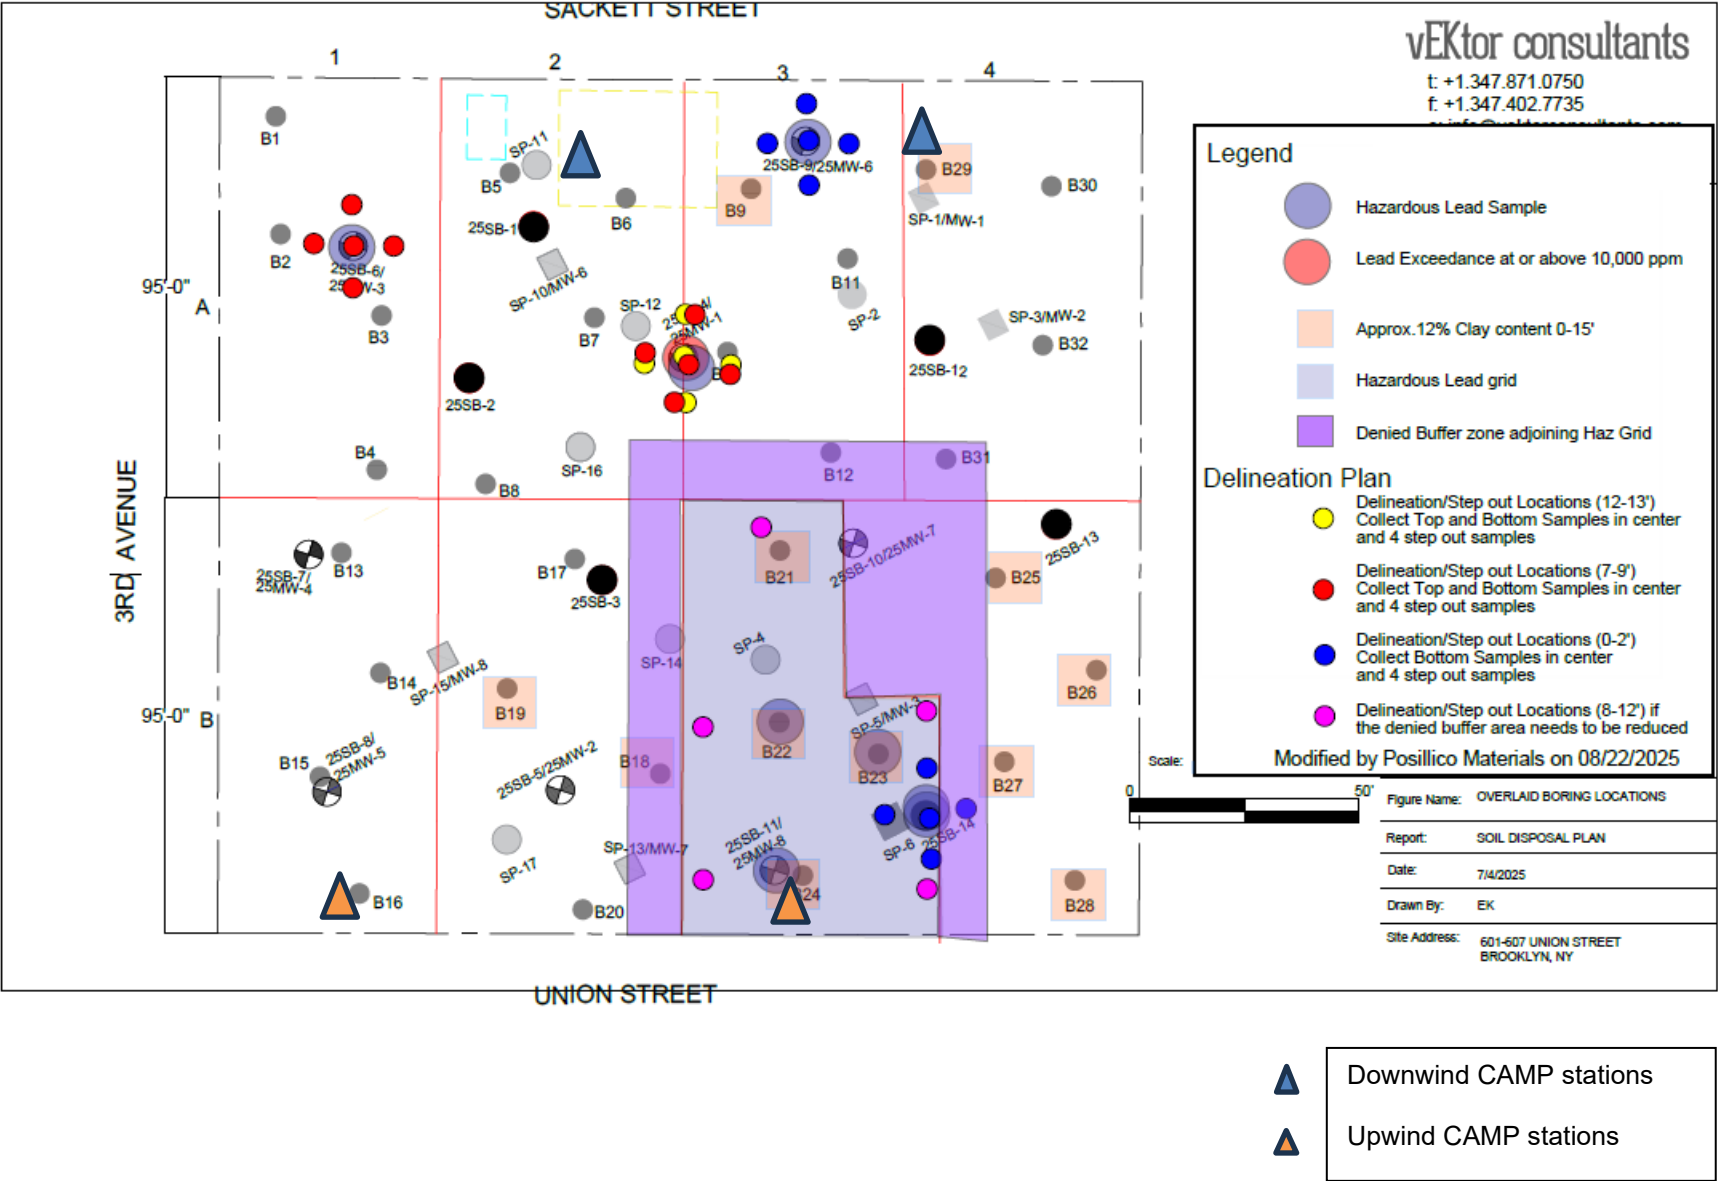 SACKETT STREET
vEKtor consultants
t: +1.347.871.0750
f: +1.347.402.7735
1
2
3
4
B1
SP-11
B5
B6
25SB-1
SP-10/MW-6
B2
25SB-6/
B3
95'-0"
A
SP-12
B7
25SB-2
B4
B8
SP-16
25SB-9/25MW-6
B9
B29
B30
SP-1/MW-1
B11
SP-2
SP-3/MW-2
B32
25SB-12
25MW-1
B12
B31
3RD AVENUE
25SB-7/
25MW-4
B13
B17
25SB-3
B21
25SB-10/25MW-7
25SB-13
B25
SP-14
SP-4
B14
SP-15/MW-8
B19
B26
95'-0"
B
B15
25SB-8/
25MW-5
25SB-5/25MW-2
B18
B22
SP-5/MW-3
B23
B27
SP-17
SP-13/MW-7
25SB-11/
25MW-8
SP-6
25SB-14
B16
B20
B28
UNION STREET
Legend
Hazardous Lead Sample
Lead Exceedance at or above 10,000 ppm
Approx.12% Clay content 0-15'
Hazardous Lead grid
Denied Buffer zone adjoining Haz Grid
Delineation Plan
Delineation/Step out Locations (12-13')
Collect Top and Bottom Samples in center
and 4 step out samples
Delineation/Step out Locations (7-9')
Collect Top and Bottom Samples in center
and 4 step out samples
Delineation/Step out Locations (0-2')
Collect Bottom Samples in center
and 4 step out samples
Delineation/Step out Locations (8-12') if
the denied buffer area needs to be reduced
Modified by Posillico Materials on 08/22/2025
Scale:
0
50'
Figure Name: OVERLAID BORING LOCATIONS
Report: SOIL DISPOSAL PLAN
Date: 7/4/2025
Drawn By: EK
Site Address: 601-607 UNION STREET
BROOKLYN, NY
Downwind CAMP stations
Upwind CAMP stations